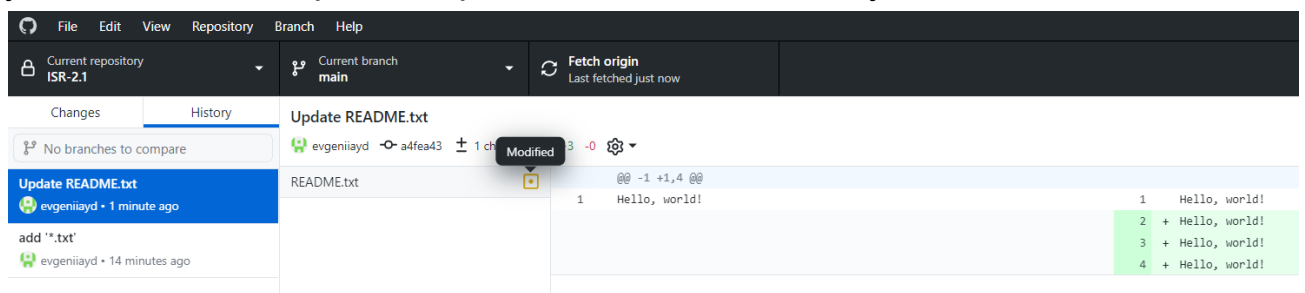 File Edit View Repository Branch Help
Current repository
ISR-2.1
Current branch
main
Fetch origin
Last fetched just now
Changes History
No branches to compare
Update README.txt
evgeniiayd • 1 minute ago
add '*.txt'
evgeniiayd • 14 minutes ago
Update README.txt
evgeniiayd a4fea43 1 ch
Modified
3 -0
README.txt
@@ -1 +1,4 @@
1 Hello, world! 1 Hello, world!
2 + Hello, world!
3 + Hello, world!
4 + Hello, world!